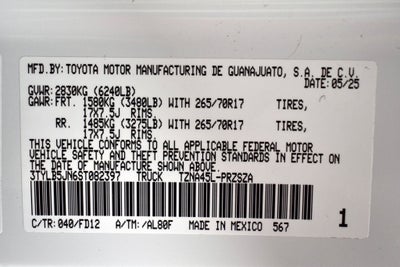 MFD.BY: TOYOTA MOTOR MANUFACTURING DE GUANAJUATO, S.A. DE C.V.
DATE: 05/25
GVWR: 2830KG (6240LB)
GAWR: FRT. 1580KG (3480LB) WITH 265/70R17 TIRES,
17X7.5J RIMS
RR. 1485KG (3275LB) WITH 265/70R17 TIRES,
17X7.5J RIMS
THIS VEHICLE CONFORMS TO ALL APPLICABLE FEDERAL MOTOR
VEHICLE SAFETY AND THEFT PREVENTION STANDARDS IN EFFECT ON
THE DATE OF MANUFACTURE SHOWN ABOVE.
3TYLB5JN6ST082397 TRUCK TZNA45L-PRZSZA
C/TR: 040/FD12 A/TM: /AL80F MADE IN MEXICO 567 1